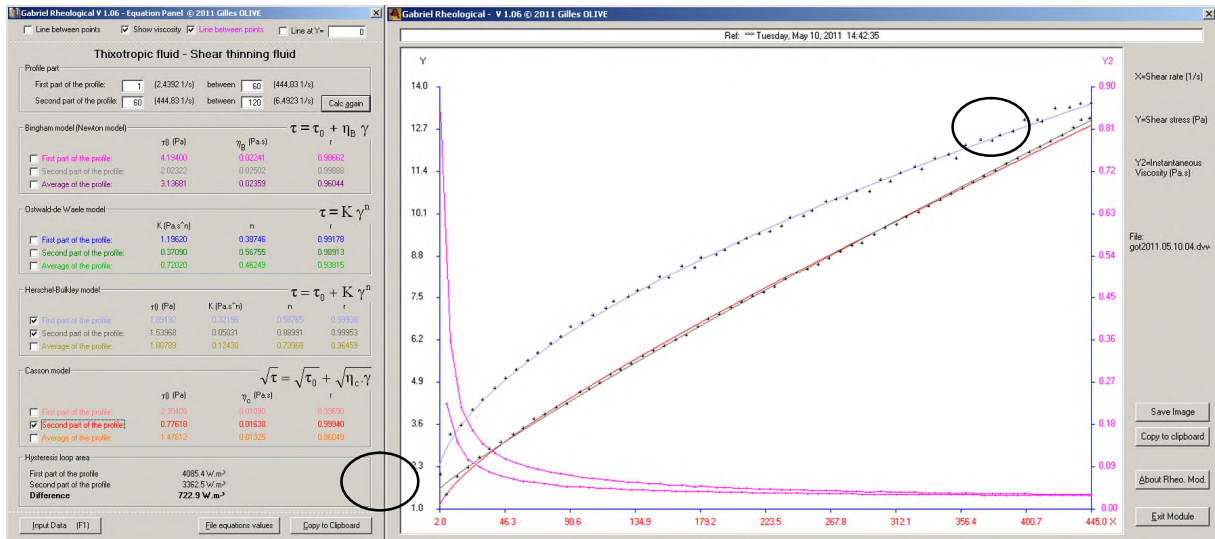 Gabriel Rheological V 1.06 - Equation Panel © 2011 Gilles OLIVE
Line between points Show viscosity Line between points Line at Y= 0
Thixotropic fluid - Shear thinning fluid
Profile part
First part of the profile: 1 (2,4392 1/s) between 60 (444,83 1/s)
Second part of the profile: 60 (444,83 1/s) between 120 (6,4923 1/s) Calc again
Bingham model (Newton model) τ = τ0 + ηB γ
τ0 (Pa) ηB (Pa.s) r
First part of the profile: 4.19400 0.02241 0.98662
Second part of the profile: 2.02322 0.02502 0.99888
Average of the profile: 3.13681 0.02359 0.96044
Ostwald-de Waele model τ = K γ^n
K (Pa.s^n) n r
First part of the profile: 1.19620 0.38746 0.99178
Second part of the profile: 0.37090 0.56755 0.98913
Average of the profile: 0.72020 0.46249 0.93815
Herschel-Bulkley model τ = τ0 + K γ^n
τ0 (Pa) K (Pa.s^n) n r
First part of the profile: 1.89192 0.32196 0.58765 0.99938
Second part of the profile: 1.53968 0.05031 0.88991 0.99953
Average of the profile: 1.88789 0.12430 0.73968 0.96459
Casson model √τ = √τ0 + √ηc.γ
τ0 (Pa) ηc (Pa.s) r
First part of the profile: 2.30408 0.01090 0.99690
Second part of the profile: 0.77618 0.01638 0.99940
Average of the profile: 1.47612 0.01325 0.96049
Hysteresis loop area
First part of the profile 4085.4 W.m-³
Second part of the profile 3362.5 W.m-³
Difference 722.9 W.m-³
Input Data (F1) File equations values Copy to Clipboard
Gabriel Rheological - V 1.06 © 2011 Gilles OLIVE
Ref: *** Tuesday, May 10, 2011 14:42:35
Y Y2
14.0 0.90
12.7 0.81
11.4 0.72
10.1 0.63
8.8 0.54
7.5 0.45
6.2 0.36
4.9 0.27
3.6 0.18
2.3 0.09
1.0 0.00
2.0 46.3 90.6 134.9 179.2 223.5 267.8 312.1 356.4 400.7 445.0 X
X=Shear rate (1/s)
Y=Shear stress (Pa)
Y2=Instantaneous
Viscosity (Pa.s)
File:
got2011.05.10.04.dvw
Save Image
Copy to clipboard
About Rheo. Mod.
Exit Module